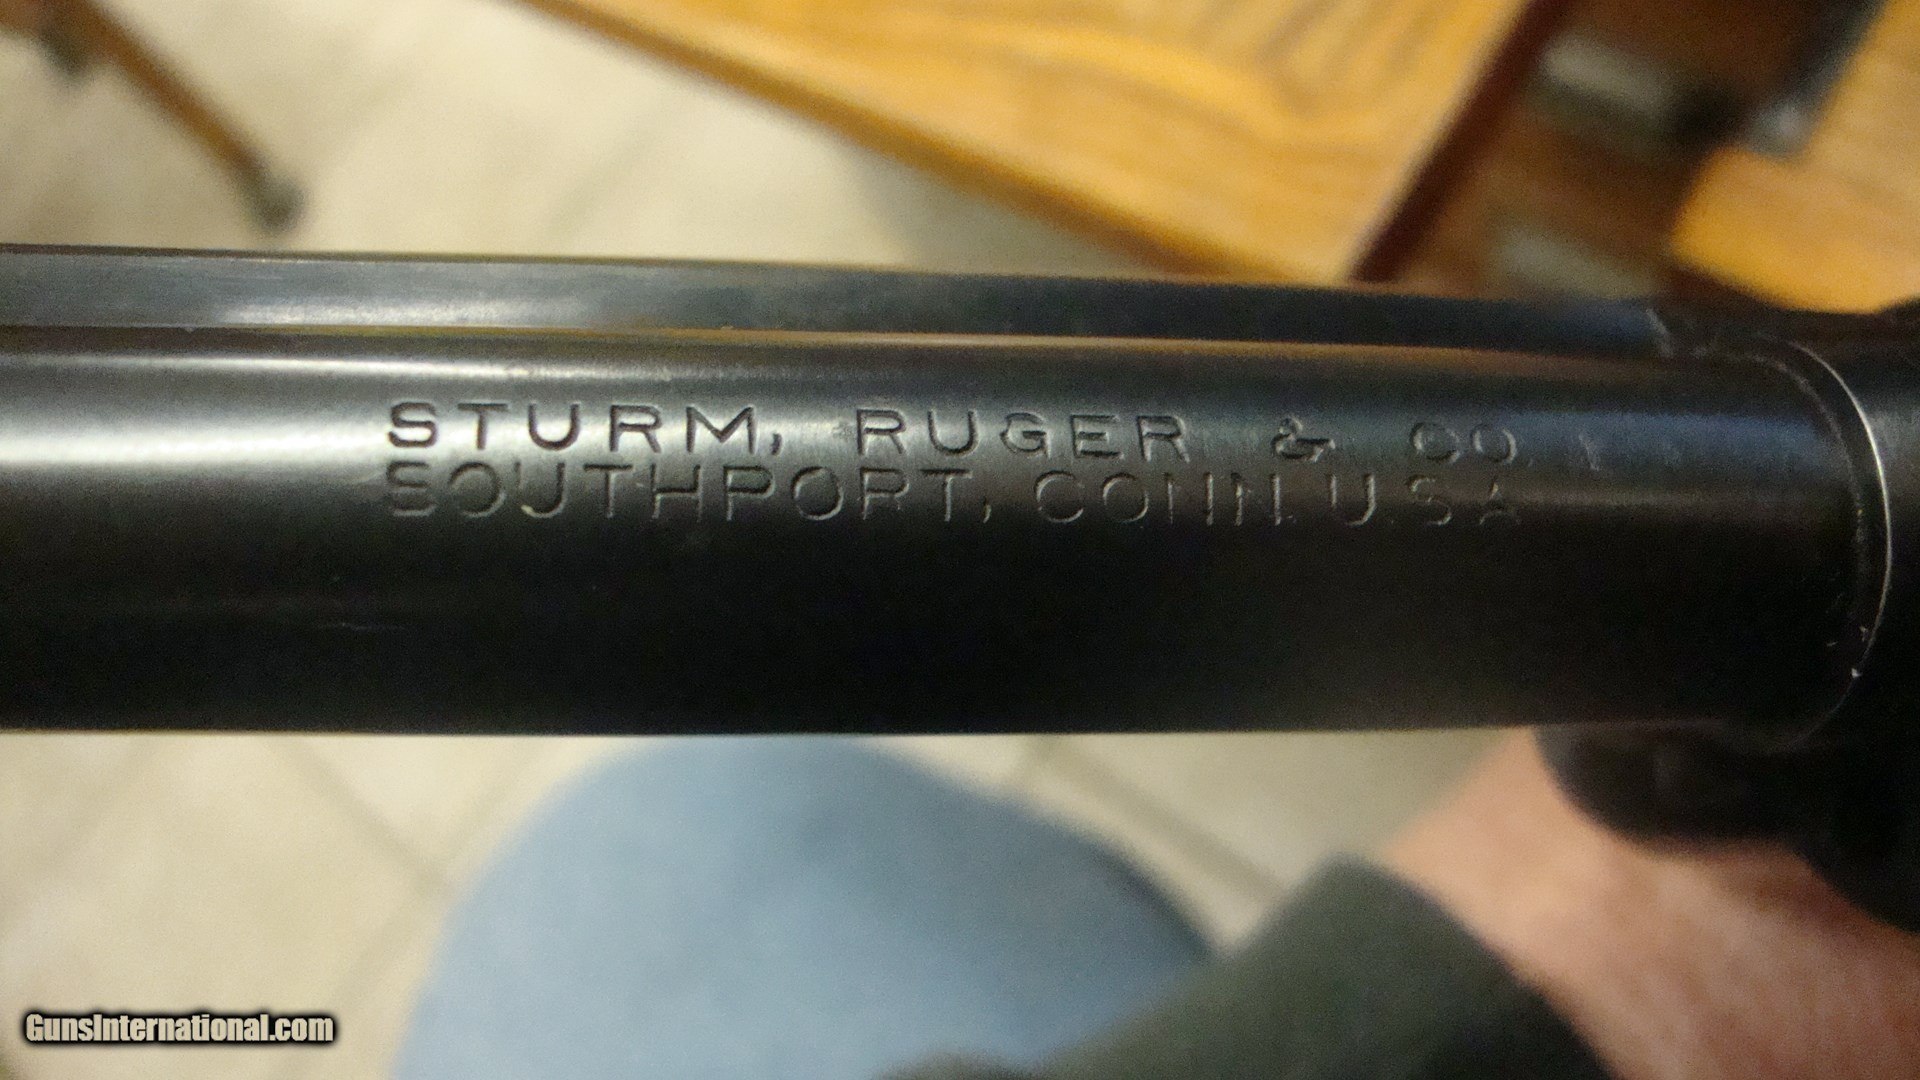 STURM, RUGER & CO.
SOUTHPORT, CONN. U.S.A
GunsInternational.com